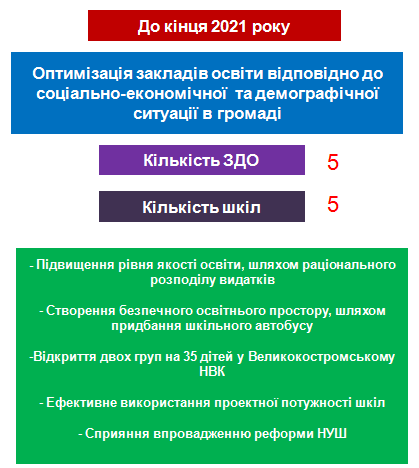 До кінця 2021 року
Оптимізація закладів освіти відповідно до
соціально-економічної та демографічної
ситуації в громаді
Кількість ЗДО 5
Кількість шкіл 5
- Підвищення рівня якості освіти, шляхом раціонального
розподілу видатків
- Створення безпечного освітнього простору, шляхом
придбання шкільного автобусу
-Відкриття двох груп на 35 дітей у Великокостромському
НВК
- Ефективне використання проектної потужності шкіл
- Сприяння впровадженню реформи НУШ